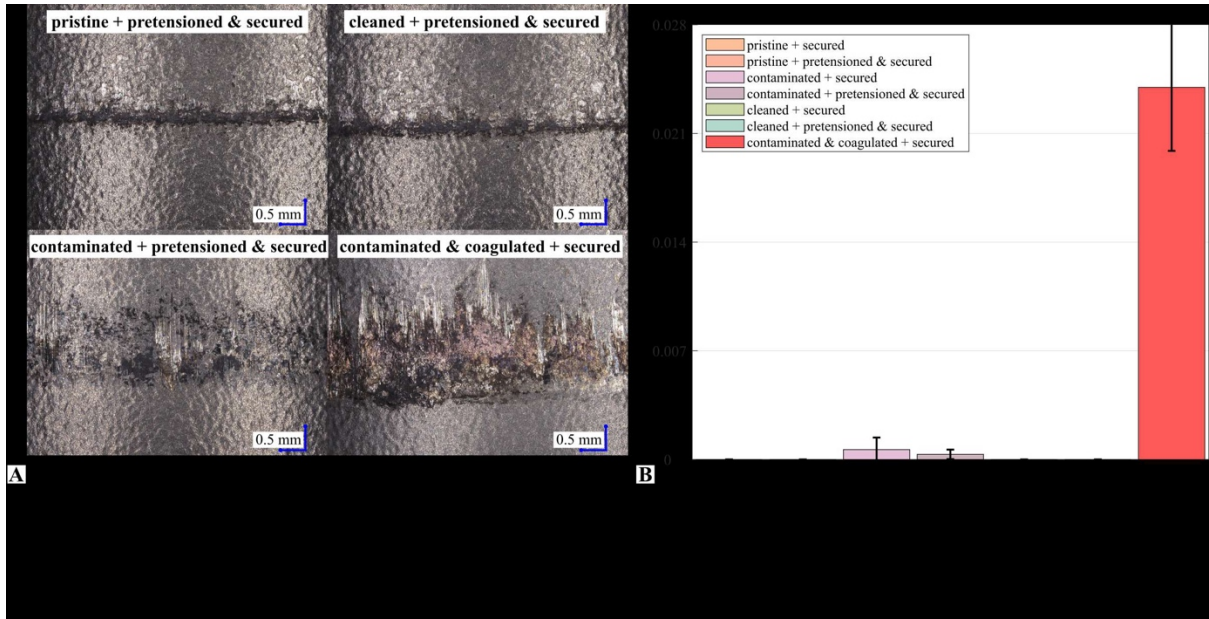 pristine + pretensioned & secured
cleaned + pretensioned & secured
0.5 mm
0.5 mm
contaminated + pretensioned & secured
contaminated & coagulated + secured
0.5 mm
0.5 mm
A
0.028
0.021
0.014
0.007
0
pristine + secured
pristine + pretensioned & secured
contaminated + secured
contaminated + pretensioned & secured
cleaned + secured
cleaned + pretensioned & secured
contaminated & coagulated + secured
B